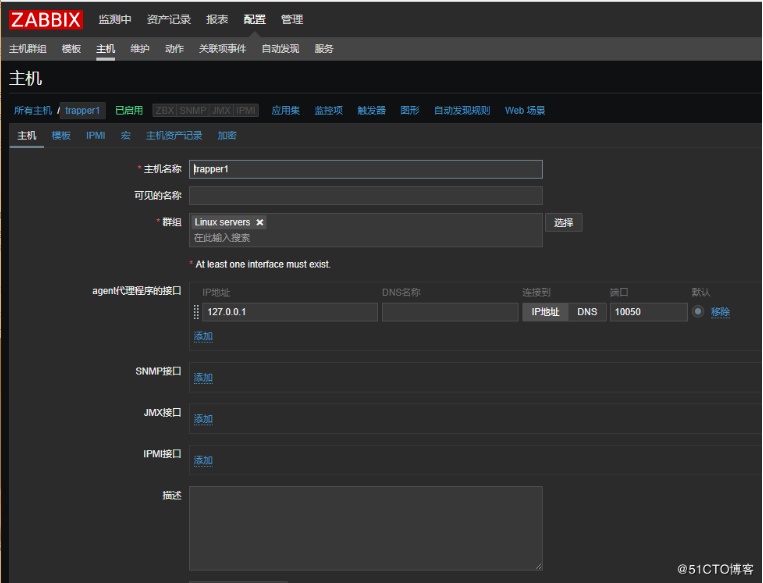 ZABBIX 监测中 资产记录 报表 配置 管理
主机群组 模板 主机 维护 动作 关联项事件 自动发现 服务
主机
所有主机 / trapper1 已启用 ZBX SNMP JMX IPMI 应用集 监控项 触发器 图形 自动发现规则 Web 场景
主机 模板 IPMI 宏 主机资产记录 加密
* 主机名称 trapper1
可见的名称
* 群组 Linux servers × 选择
在此输入搜索
* At least one interface must exist.
agent代理程序的接口 IP地址 DNS名称 连接到 端口 默认
127.0.0.1 IP地址 DNS 10050 移除
添加
SNMP接口 添加
JMX接口 添加
IPMI接口 添加
描述
@51CTO博客